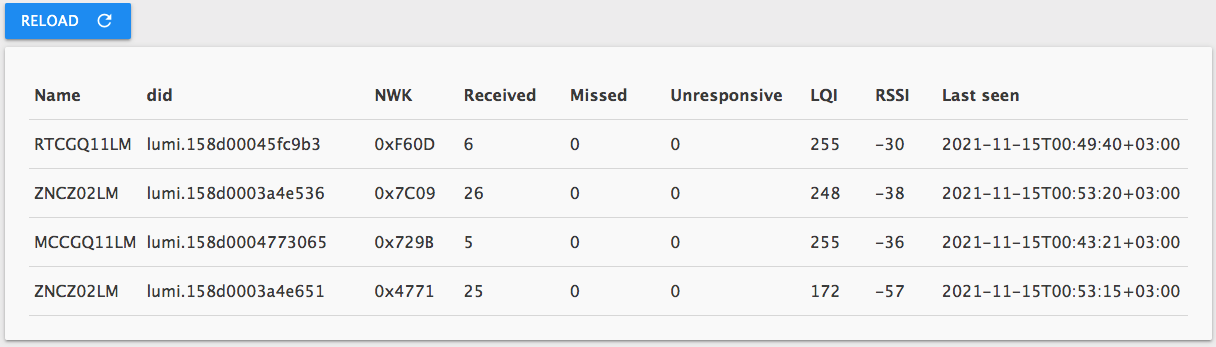 RELOAD
Name did NWK Received Missed Unresponsive LQI RSSI Last seen
RTCGQ11LM lumi.158d00045fc9b3 0xF60D 6 0 0 255 -30 2021-11-15T00:49:40+03:00
ZNCZ02LM lumi.158d0003a4e536 0x7C09 26 0 0 248 -38 2021-11-15T00:53:20+03:00
MCCGQ11LM lumi.158d0004773065 0x729B 5 0 0 255 -36 2021-11-15T00:43:21+03:00
ZNCZ02LM lumi.158d0003a4e651 0x4771 25 0 0 172 -57 2021-11-15T00:53:15+03:00